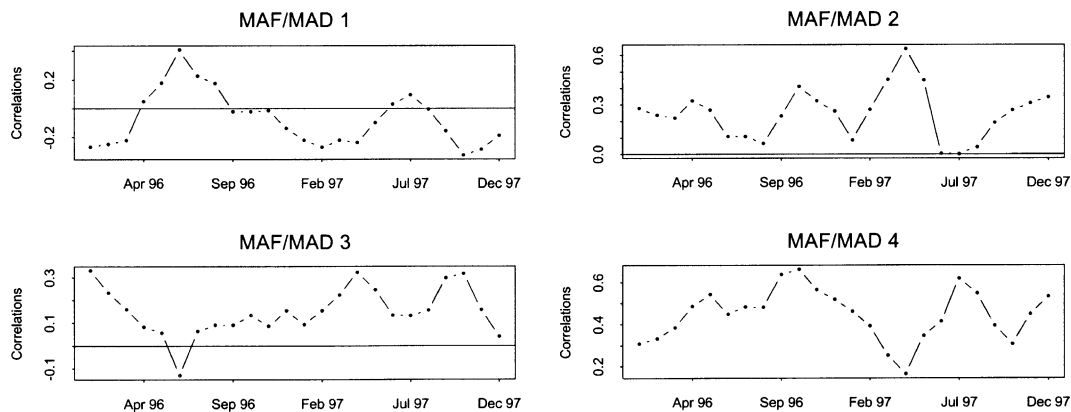 MAF/MAD 1
Correlations
0.2
-0.2
Apr 96 Sep 96 Feb 97 Jul 97 Dec 97
MAF/MAD 2
Correlations
0.6
0.3
0.0
Apr 96 Sep 96 Feb 97 Jul 97 Dec 97
MAF/MAD 3
Correlations
0.3
0.1
-0.1
Apr 96 Sep 96 Feb 97 Jul 97 Dec 97
MAF/MAD 4
Correlations
0.6
0.4
0.2
Apr 96 Sep 96 Feb 97 Jul 97 Dec 97